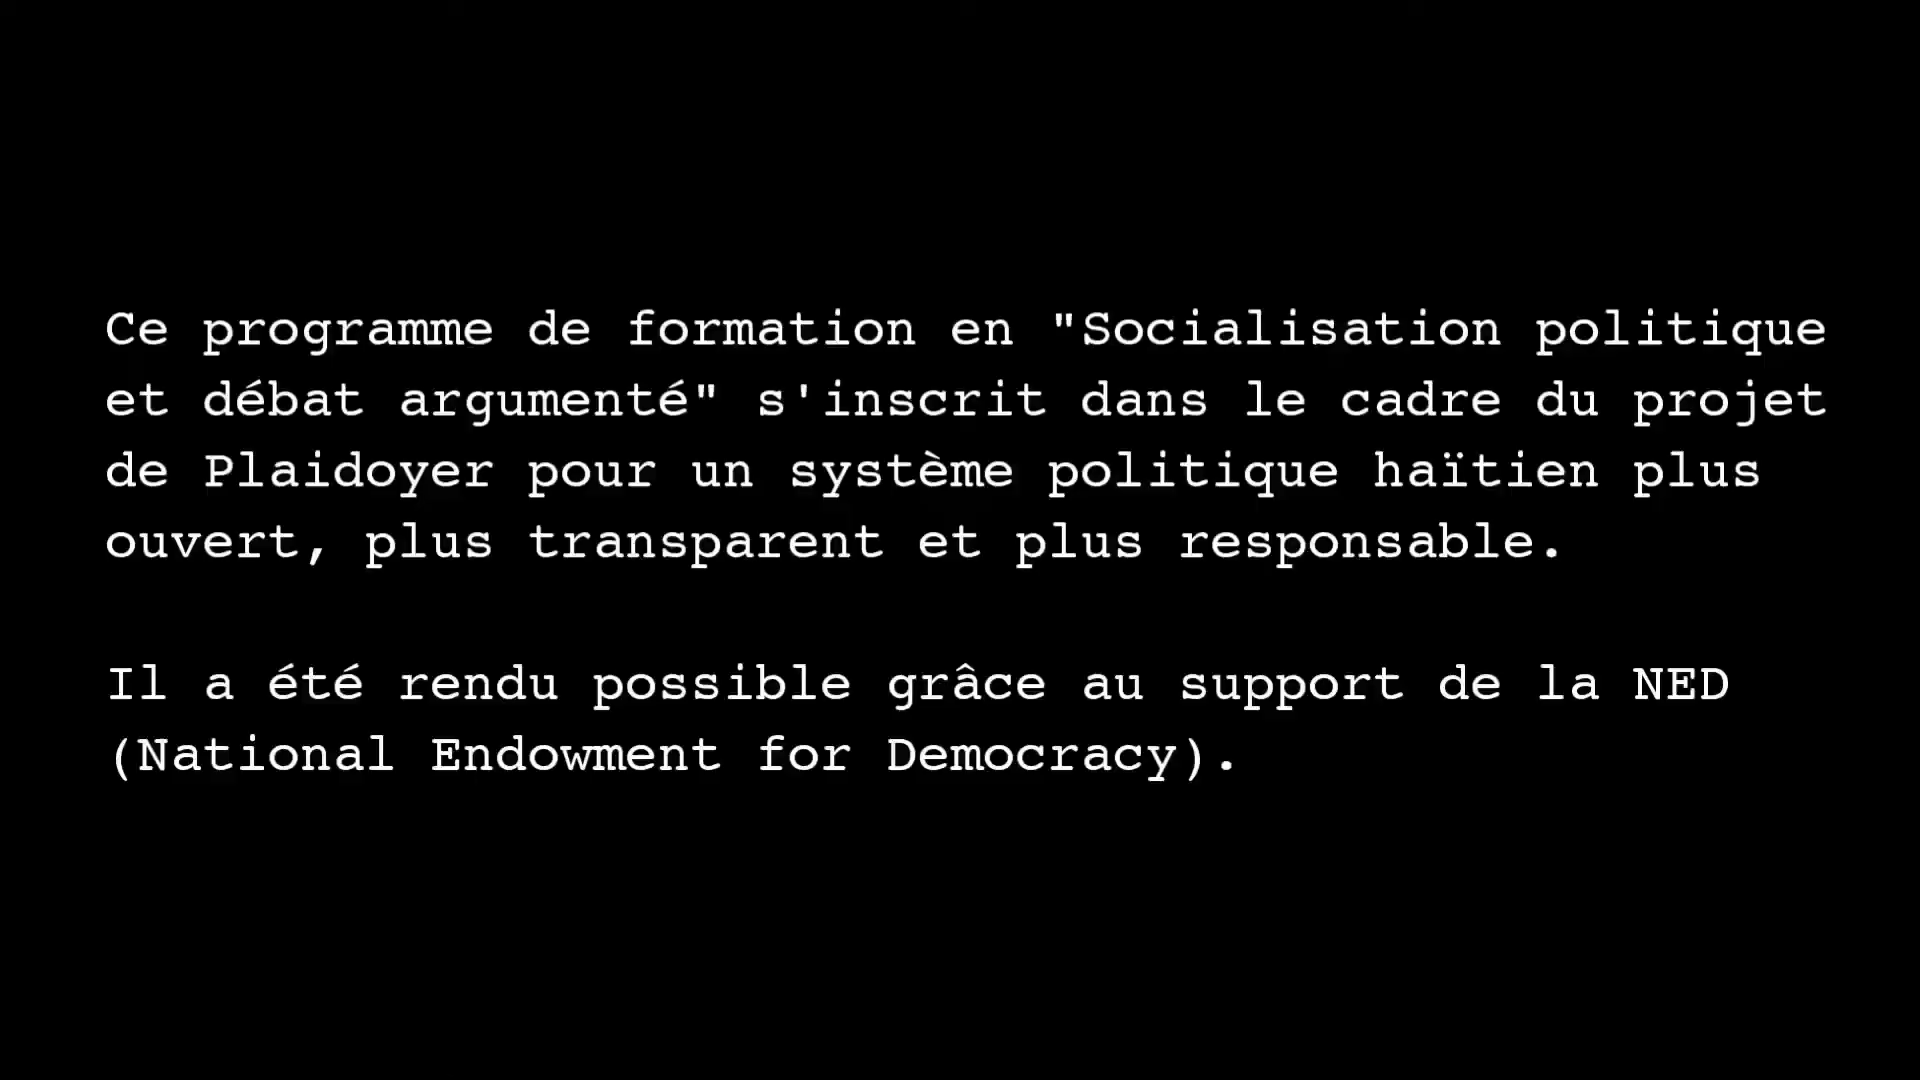 Ce programme de formation en "Socialisation politique
et débat argumenté" s'inscrit dans le cadre du projet
de Plaidoyer pour un système politique haïtien plus
ouvert, plus transparent et plus responsable.
Il a été rendu possible grâce au support de la NED
(National Endowment for Democracy).